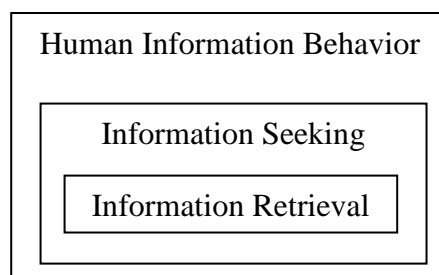 Human Information Behavior
Information Seeking
Information Retrieval